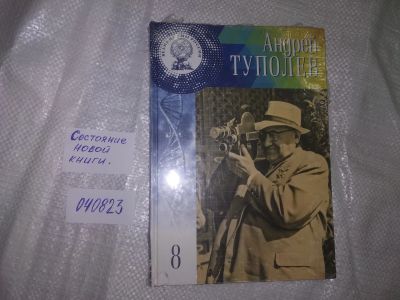 Андрей
ТУПОЛЕВ
Состояние
новой
книги.
040823
8